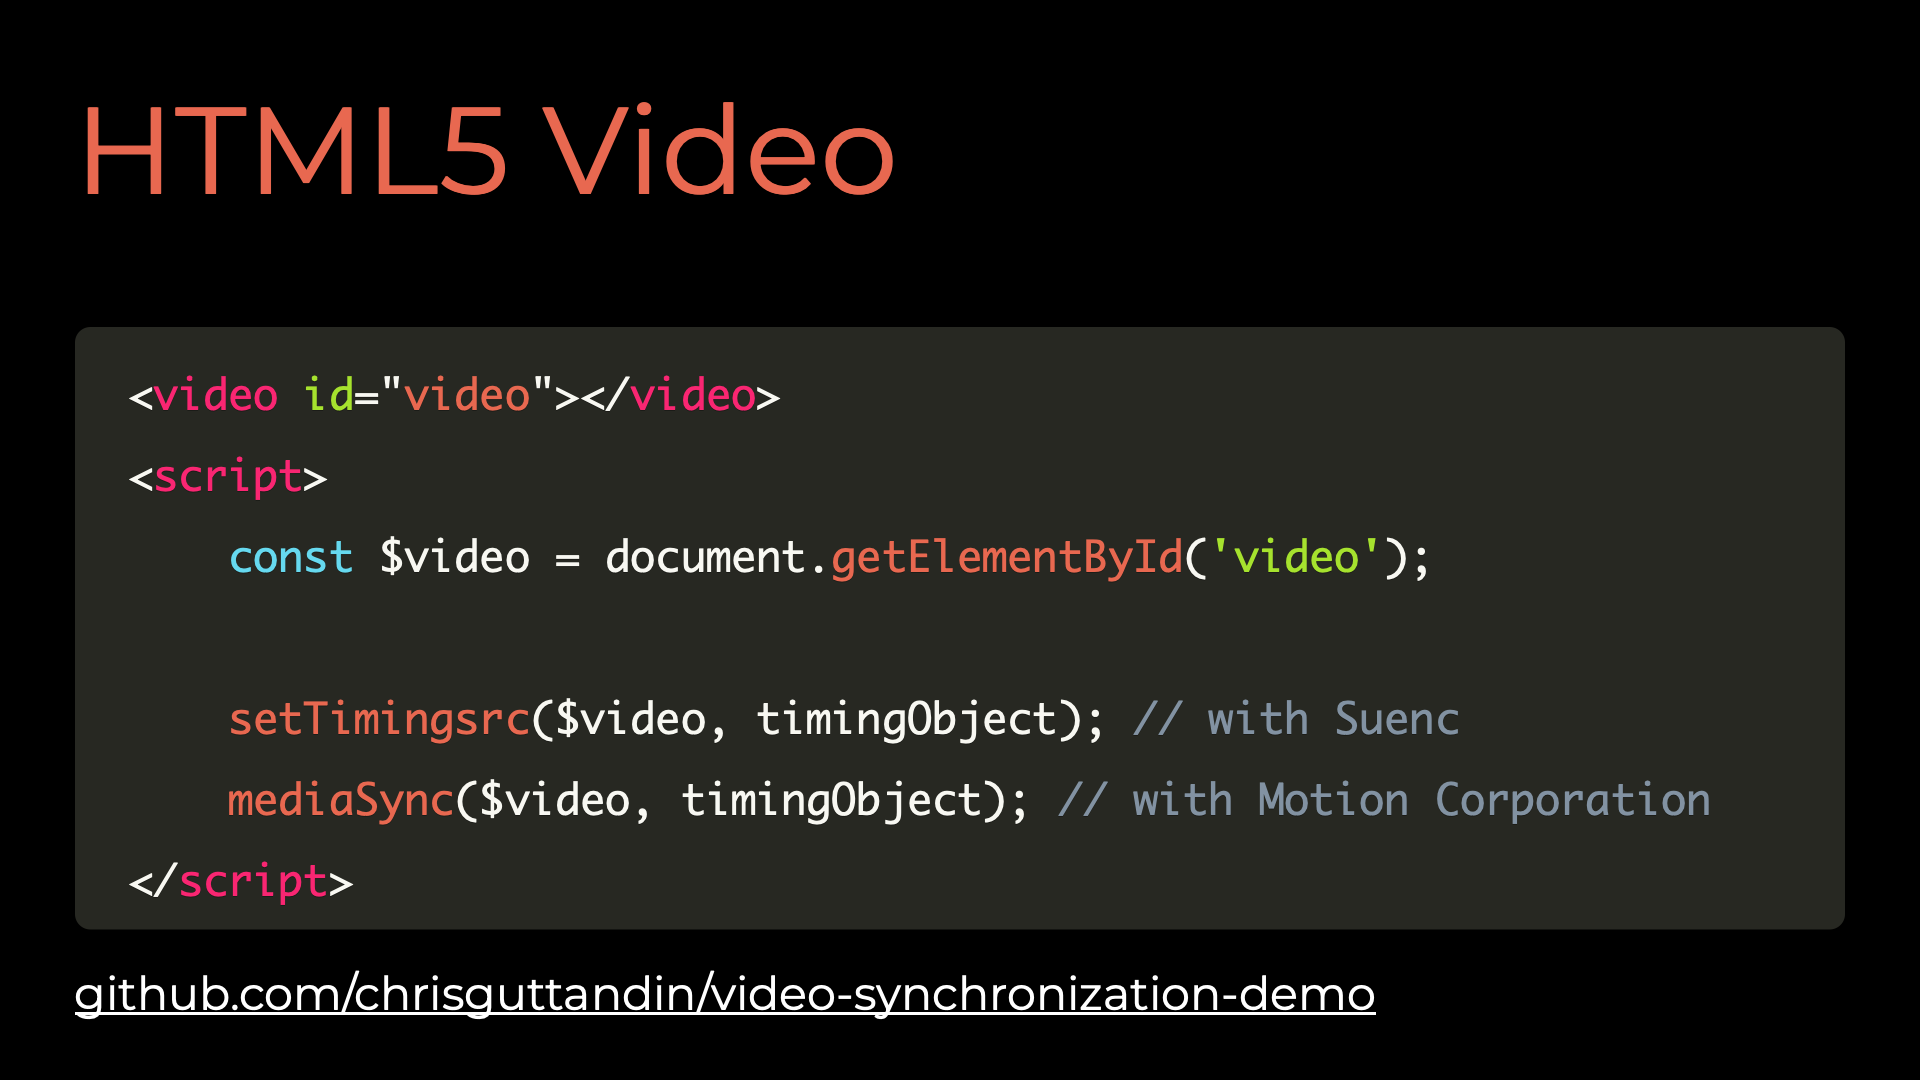 HTML5 Video
<video id="video"></video>
<script>
const $video = document.getElementById('video');
setTimingsrc($video, timingObject); // with Suenc
mediaSync($video, timingObject); // with Motion Corporation
</script>
github.com/chrisguttandin/video-synchronization-demo